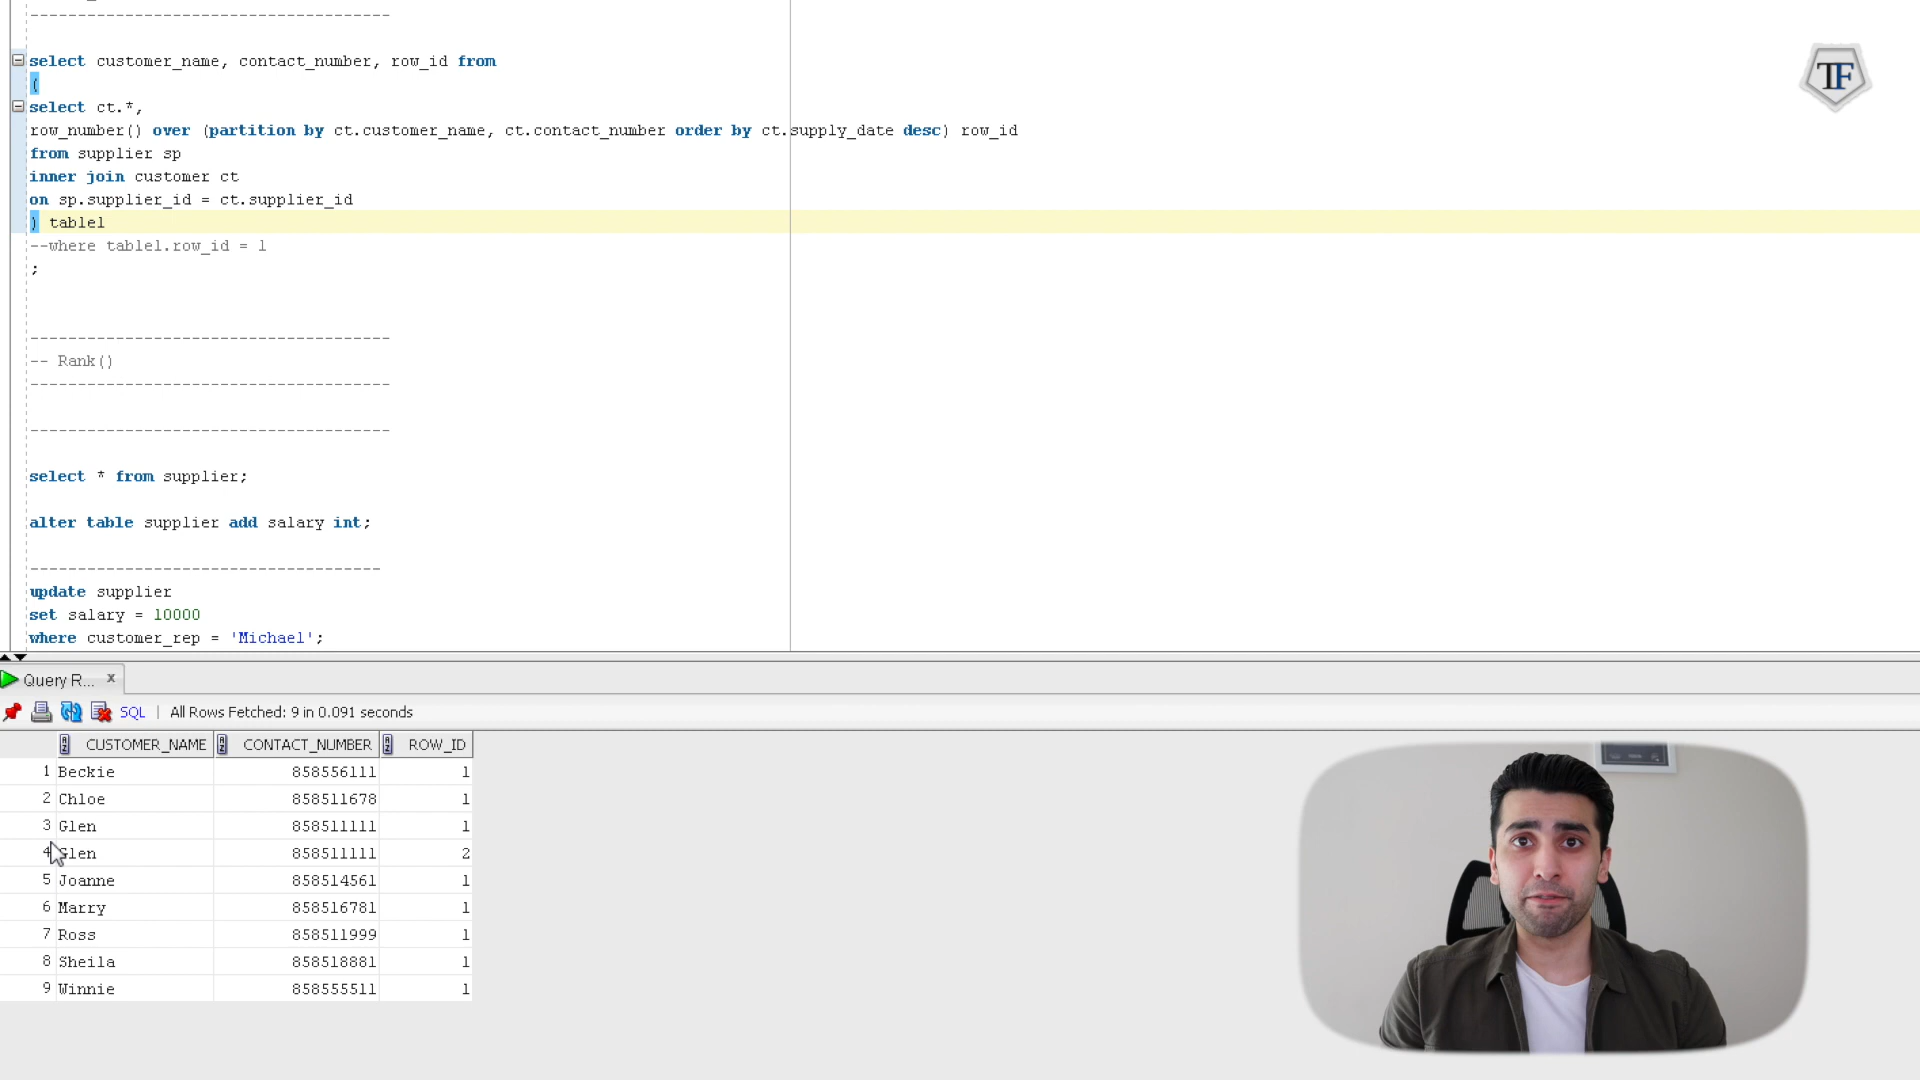 -------------------------------------
select customer_name, contact_number, row_id from
(
select ct.*,
row_number() over (partition by ct.customer_name, ct.contact_number order by ct.supply_date desc) row_id
from supplier sp
inner join customer ct
on sp.supplier_id = ct.supplier_id
) table1
--where table1.row_id = 1
;
-------------------------------------
-- Rank()
-------------------------------------
-------------------------------------
select * from supplier;
alter table supplier add salary int;
------------------------------------
update supplier
set salary = 10000
where customer_rep = 'Michael';
Query R... x
SQL | All Rows Fetched: 9 in 0.091 seconds
CUSTOMER_NAME CONTACT_NUMBER ROW_ID
1 Beckie 858556111 1
2 Chloe 858511678 1
3 Glen 858511111 1
4 Glen 858511111 2
5 Joanne 858514561 1
6 Marry 858516781 1
7 Ross 858511999 1
8 Sheila 858518881 1
9 Winnie 858555511 1
TF